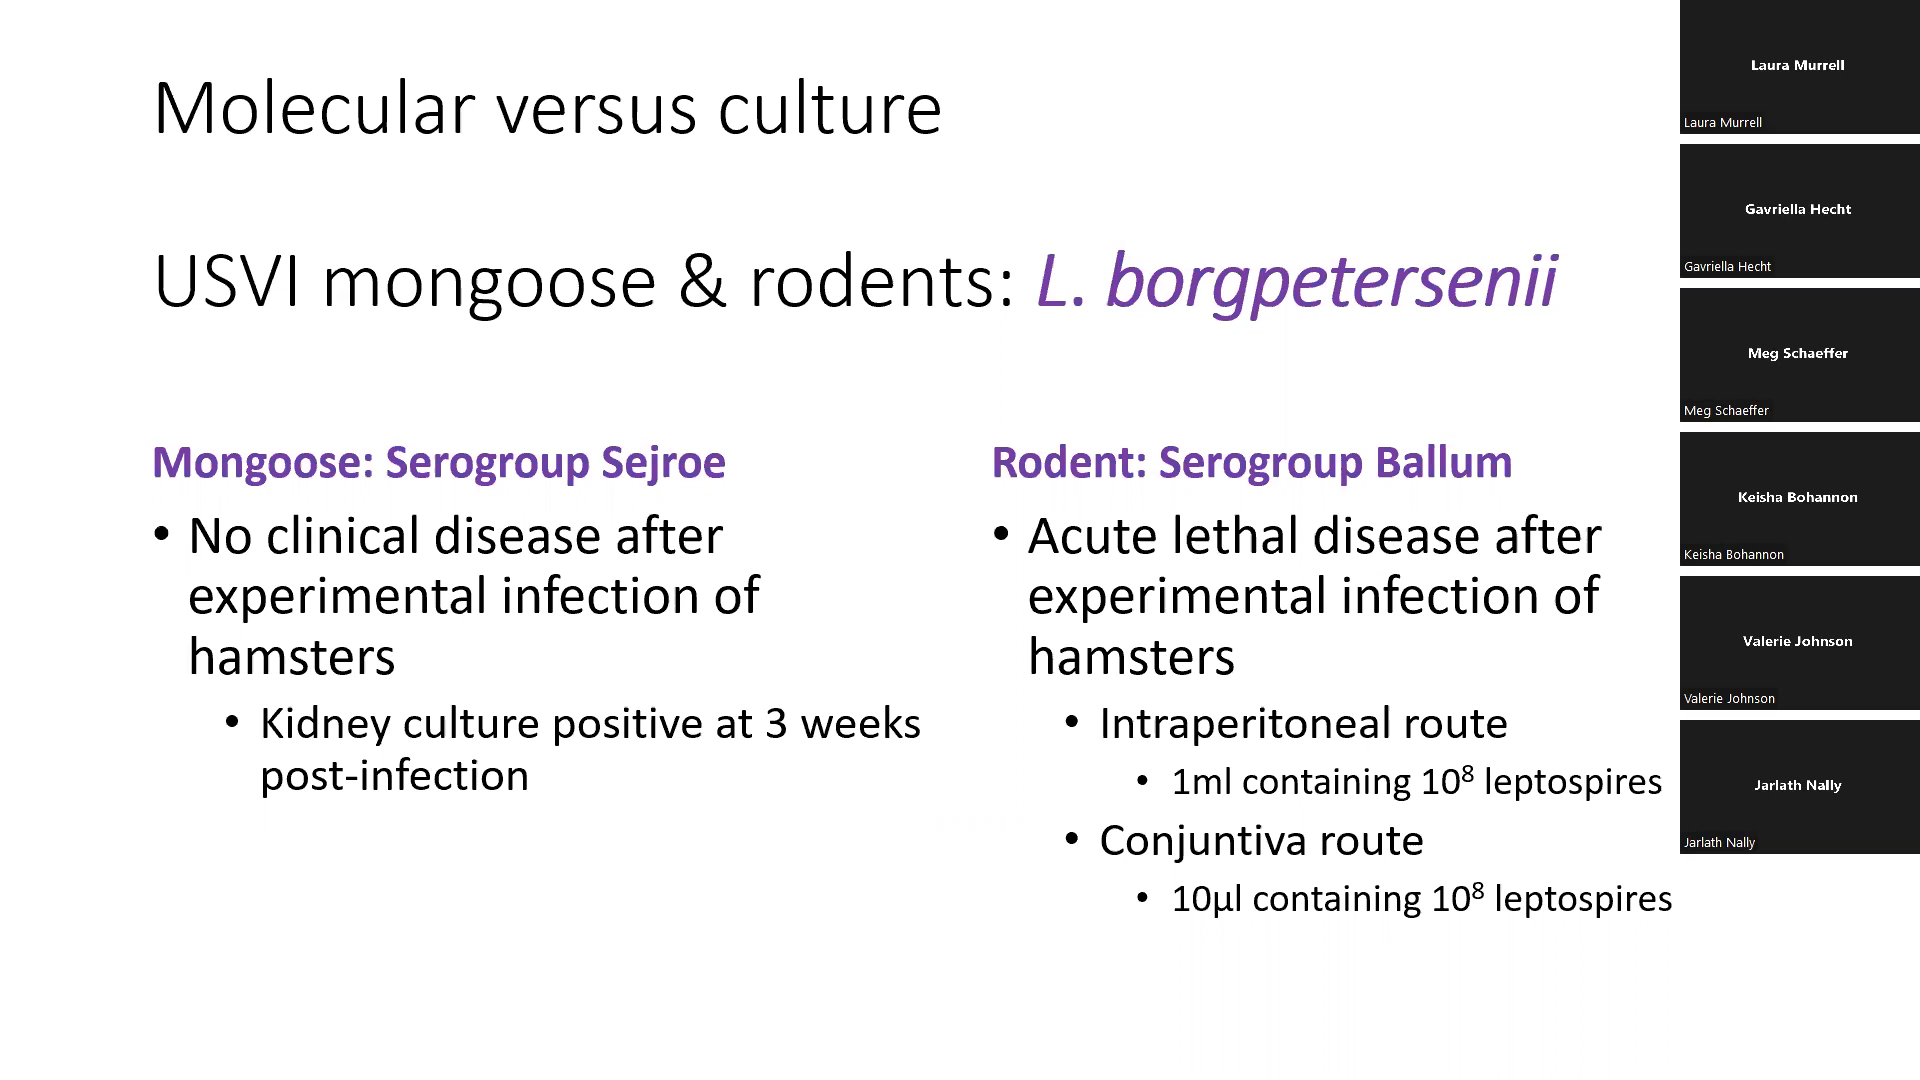 Molecular versus culture
USVI mongoose & rodents: L. borgpetersenii
Mongoose: Serogroup Sejroe
• No clinical disease after
experimental infection of
hamsters
• Kidney culture positive at 3 weeks
post-infection
Rodent: Serogroup Ballum
• Acute lethal disease after
experimental infection of
hamsters
• Intraperitoneal route
• 1ml containing 10⁸ leptospires
• Conjuntiva route
• 10µl containing 10⁸ leptospires
Laura Murrell
Laura Murrell
Gavriella Hecht
Gavriella Hecht
Meg Schaeffer
Meg Schaeffer
Keisha Bohannon
Keisha Bohannon
Valerie Johnson
Valerie Johnson
Jarlath Nally
Jarlath Nally